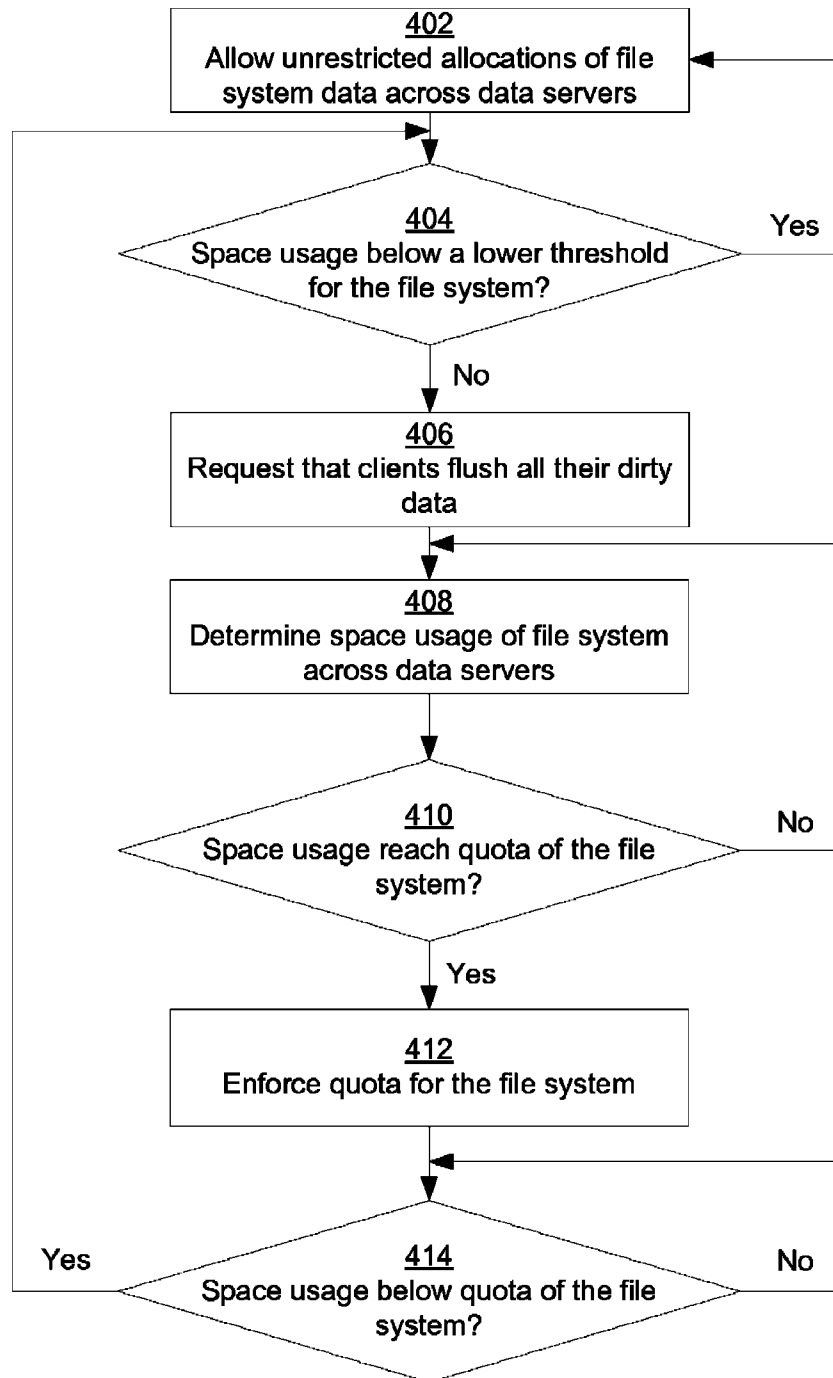 402
Allow unrestricted allocations of file
system data across data servers
404
Space usage below a lower threshold
for the file system?
Yes
No
406
Request that clients flush all their dirty
data
408
Determine space usage of file system
across data servers
410
Space usage reach quota of the file
system?
No
Yes
412
Enforce quota for the file system
Yes
414
Space usage below quota of the file
system?
No